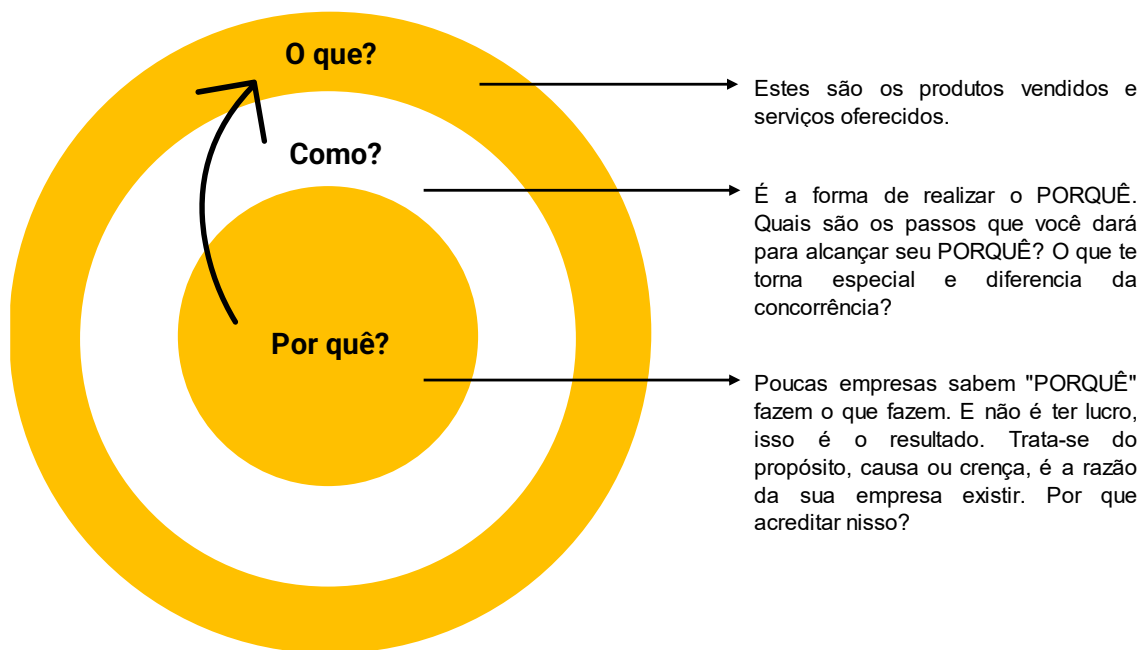 O que?
Como?
Por quê?
Estes são os produtos vendidos e
serviços oferecidos.
É a forma de realizar o PORQUÊ.
Quais são os passos que você dará
para alcançar seu PORQUÊ? O que te
torna especial e diferencia da
concorrência?
Poucas empresas sabem "PORQUÊ"
fazem o que fazem. E não é ter lucro,
isso é o resultado. Trata-se do
propósito, causa ou crença, é a razão
da sua empresa existir. Por que
acreditar nisso?